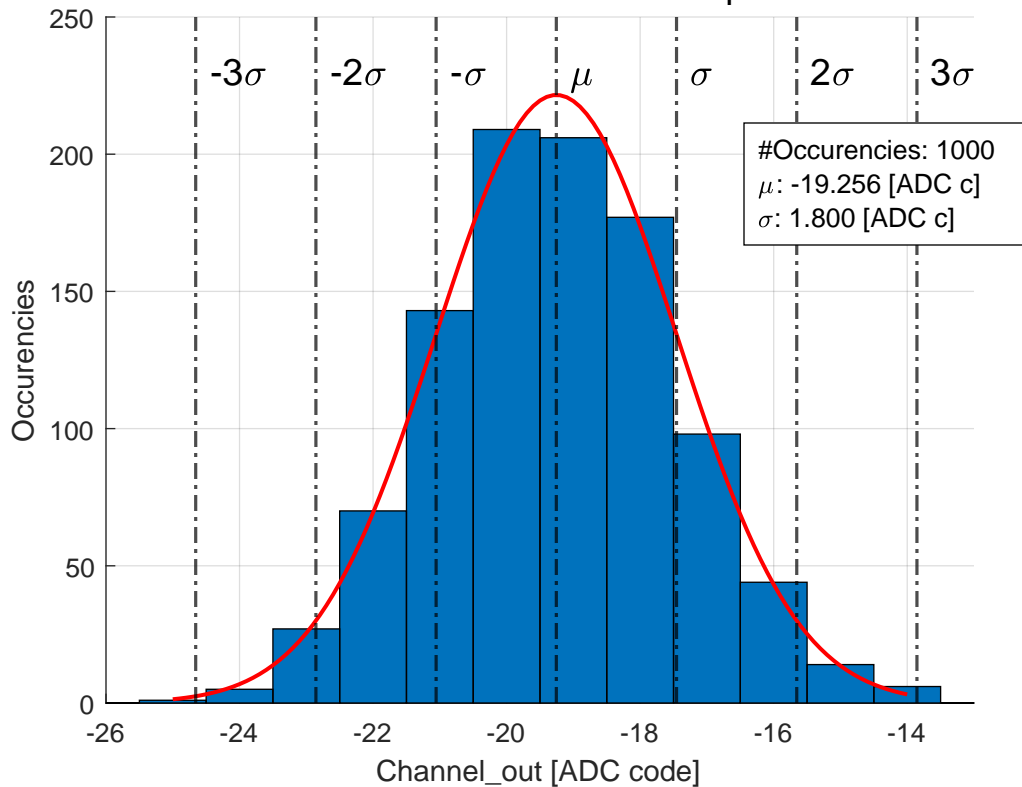 250
200
150
100
50
0
-3σ
-2σ
-σ
μ
σ
2σ
3σ
#Occurencies: 1000
μ: -19.256 [ADC c]
σ: 1.800 [ADC c]
Occurencies
-26
-24
-22
-20
-18
-16
-14
Channel_out [ADC code]